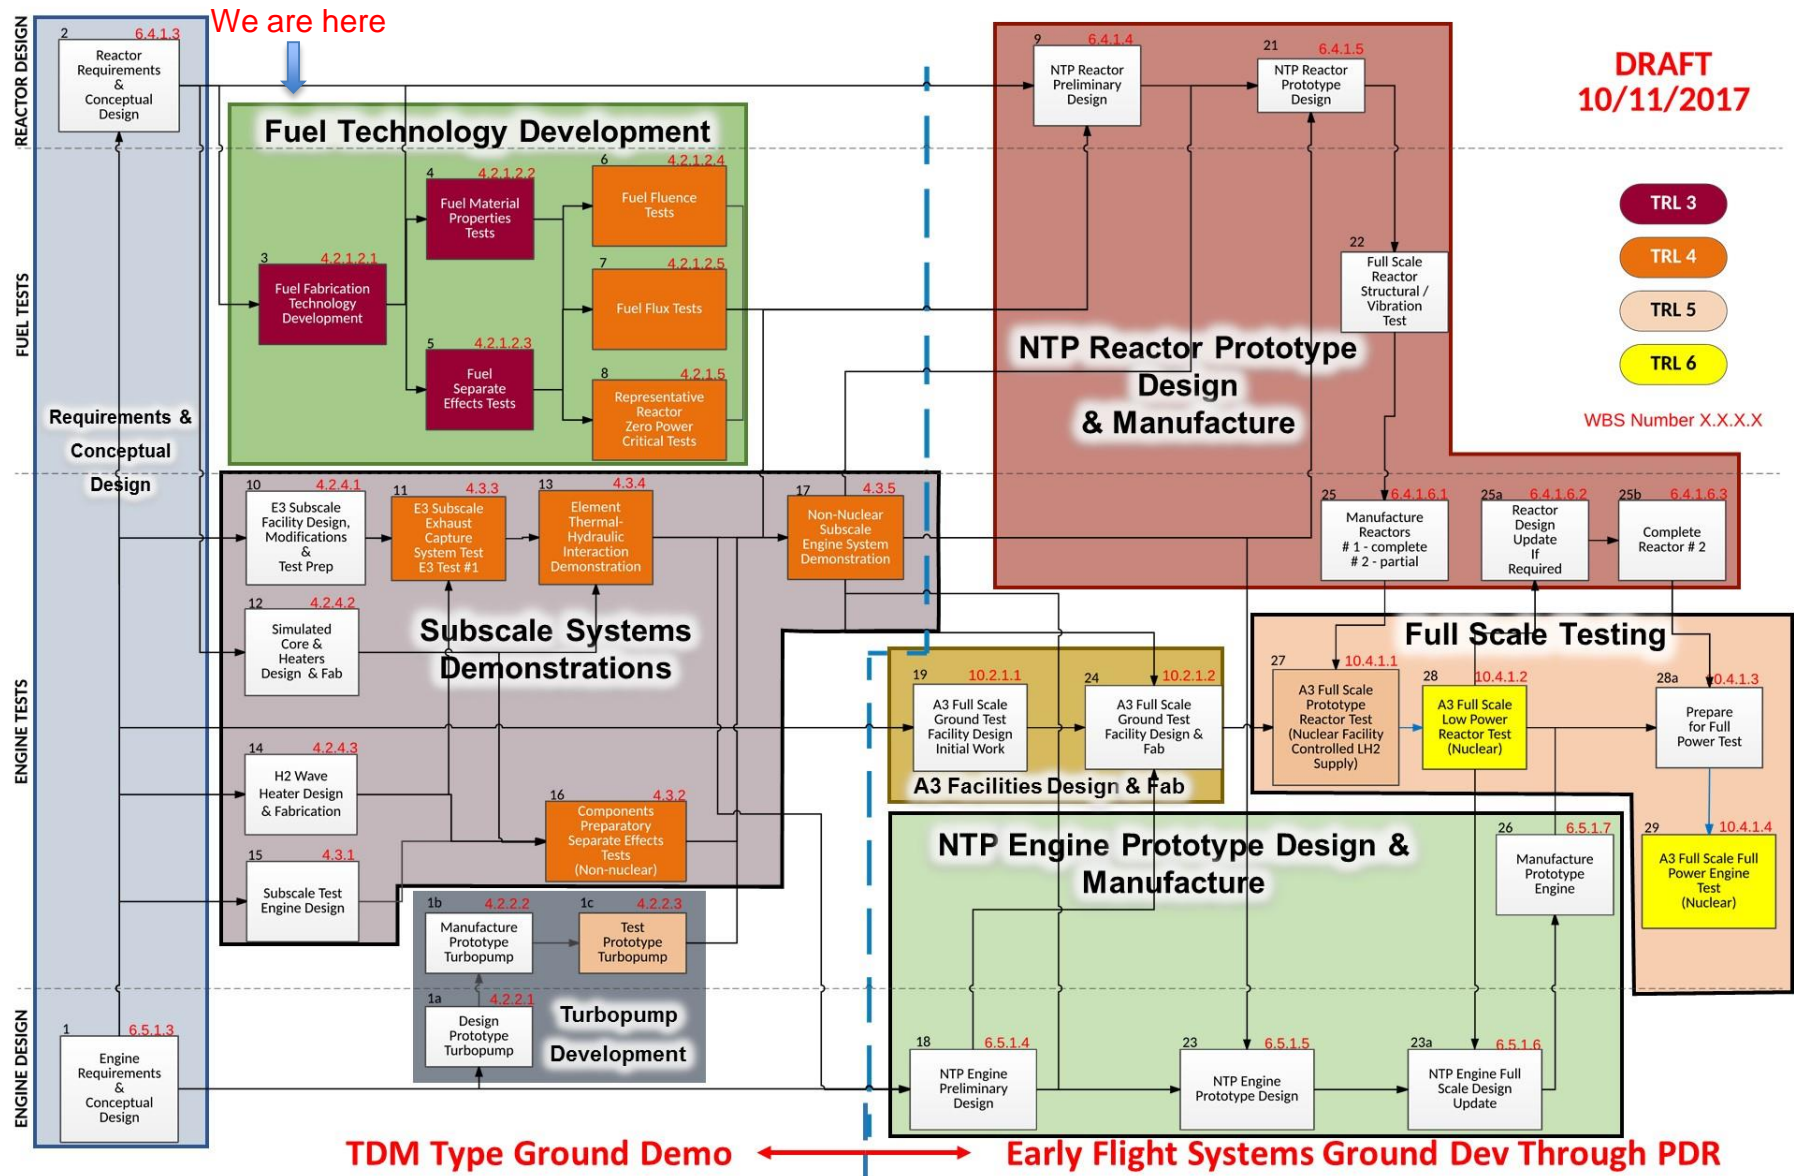 We are here
REACTOR DESIGN
FUEL TESTS
ENGINE TESTS
ENGINE DESIGN
Requirements &
Conceptual
Design
2
6.4.1.3
Reactor
Requirements
&
Conceptual
Design
1
6.5.1.3
Engine
Requirements
&
Conceptual
Design
Fuel Technology Development
3
4.2.1.2.1
Fuel Fabrication
Technology
Development
4
4.2.1.2.2
Fuel Material
Properties
Tests
5
4.2.1.2.3
Fuel
Separate
Effects Tests
6
4.2.1.2.4
Fuel Fluence
Tests
7
4.2.1.2.5
Fuel Flux Tests
8
4.2.1.5
Representative
Reactor
Zero Power
Critical Tests
Subscale Systems
Demonstrations
10
4.2.4.1
E3 Subscale
Facility Design,
Modifications
&
Test Prep
11
4.3.3
E3 Subscale
Exhaust
Capture
System Test
E3 Test #1
13
4.3.4
Element
Thermal-
Hydraulic
Interaction
Demonstration
17
4.3.5
Non-Nuclear
Subscale
Engine System
Demonstration
12
4.2.4.2
Simulated
Core &
Heaters
Design & Fab
14
4.2.4.3
H2 Wave
Heater Design
& Fabrication
15
4.3.1
Subscale Test
Engine Design
16
4.3.2
Components
Preparatory
Separate Effects
Tests
(Non-nuclear)
1b
4.2.2.2
Manufacture
Prototype
Turbopump
1c
4.2.2.3
Test
Prototype
Turbopump
1a
4.2.2.1
Design
Prototype
Turbopump
Turbopump
Development
NTP Reactor Prototype
Design
& Manufacture
9
6.4.1.4
NTP Reactor
Preliminary
Design
21
6.4.1.5
NTP Reactor
Prototype
Design
22
Full Scale
Reactor
Structural /
Vibration
Test
25
6.4.1.6.1
Manufacture
Reactors
# 1 - complete
# 2 - partial
25a
6.4.1.6.2
Reactor
Design
Update
If
Required
25b
6.4.1.6.3
Complete
Reactor # 2
DRAFT
10/11/2017
TRL 3
TRL 4
TRL 5
TRL 6
WBS Number X.X.X.X
A3 Facilities Design & Fab
19
10.2.1.1
A3 Full Scale
Ground Test
Facility Design
Initial Work
24
10.2.1.2
A3 Full Scale
Ground Test
Facility Design &
Fab
Full Scale Testing
27
10.4.1.1
A3 Full Scale
Prototype
Reactor Test
(Nuclear Facility
Controlled LH2
Supply)
28
10.4.1.2
A3 Full Scale
Low Power
Reactor Test
(Nuclear)
28a
0.4.1.3
Prepare
for Full
Power Test
29
10.4.1.4
A3 Full Scale Full
Power Engine
Test
(Nuclear)
NTP Engine Prototype Design &
Manufacture
26
6.5.1.7
Manufacture
Prototype
Engine
18
6.5.1.4
NTP Engine
Preliminary
Design
23
6.5.1.5
NTP Engine
Prototype Design
23a
6.5.1.6
NTP Engine Full
Scale Design
Update
TDM Type Ground Demo
Early Flight Systems Ground Dev Through PDR